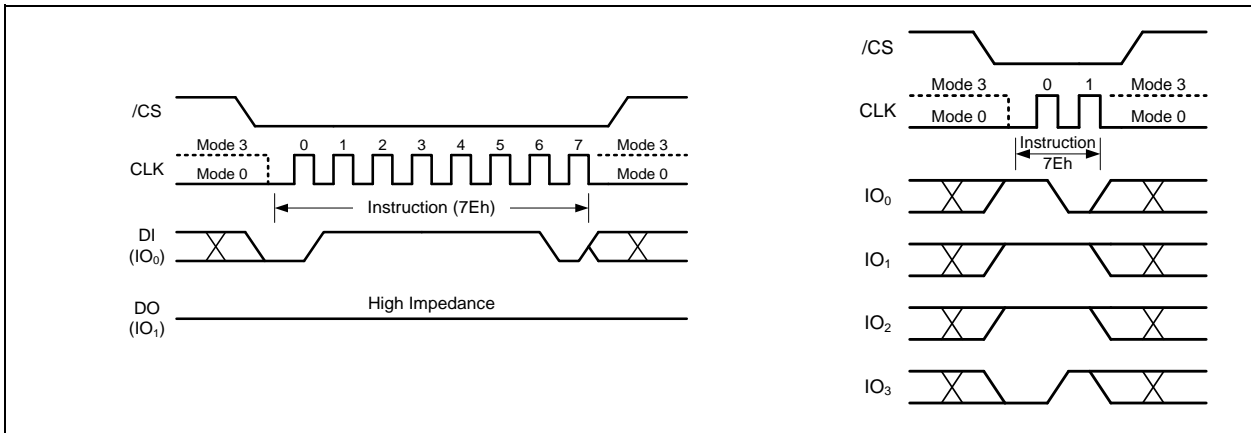 /CS
Mode 3 0 1 2 3 4 5 6 7 Mode 3
CLK
Mode 0 Mode 0
Instruction (7Eh)
DI
(IO₀)
High Impedance
DO
(IO₁)
/CS
Mode 3 0 1 Mode 3
CLK
Mode 0 Mode 0
Instruction
7Eh
IO₀
IO₁
IO₂
IO₃